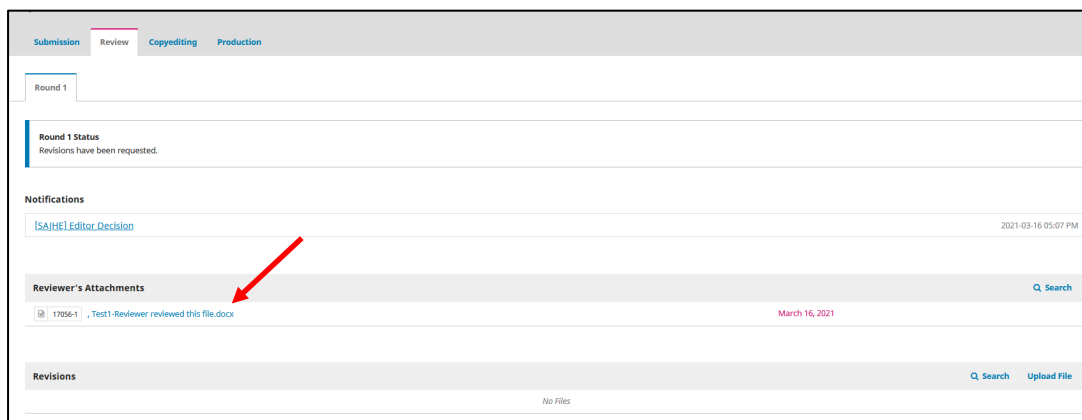 Submission Review Copyediting Production
Round 1
Round 1 Status
Revisions have been requested.
Notifications
[SAJHE] Editor Decision 2021-03-16 05:07 PM
Reviewer's Attachments Search
17056-1 , Test1-Reviewer reviewed this file.docx March 16, 2021
Revisions Search Upload File
No Files